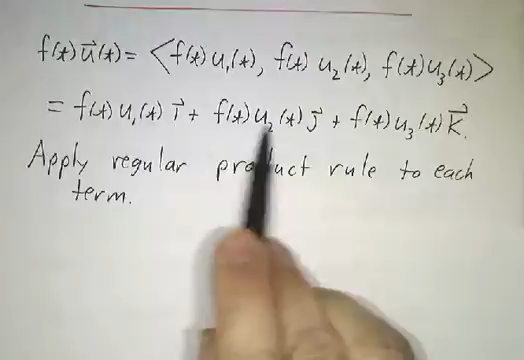 f(t) u⃗(t) = ⟨f(t) u₁(t), f(t) u₂(t), f(t) u₃(t)⟩
= f(t) u₁(t) i⃗ + f(t) u₂(t) j⃗ + f(t) u₃(t) k⃗.
Apply regular product rule to each
term.